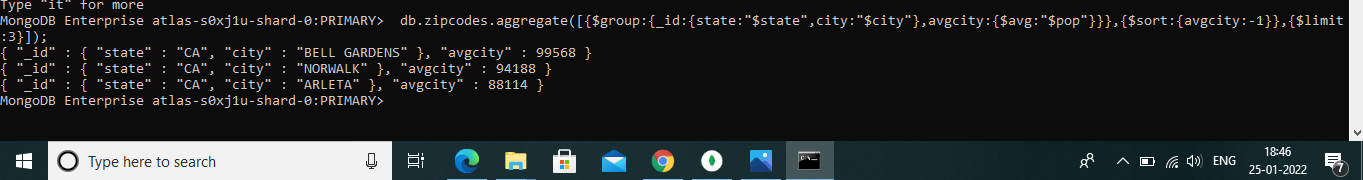 Type "it" for more
MongoDB Enterprise atlas-s0xj1u-shard-0:PRIMARY>  db.zipcodes.aggregate([{$group:{_id:{state:"$state",city:"$city"},avgcity:{$avg:"$pop"}}},{$sort:{avgcity:-1}},{$limit
:3}]);
{ "_id" : { "state" : "CA", "city" : "BELL GARDENS" }, "avgcity" : 99568 }
{ "_id" : { "state" : "CA", "city" : "NORWALK" }, "avgcity" : 94188 }
{ "_id" : { "state" : "CA", "city" : "ARLETA" }, "avgcity" : 88114 }
MongoDB Enterprise atlas-s0xj1u-shard-0:PRIMARY>
Type here to search
ENG
18:46
25-01-2022
7